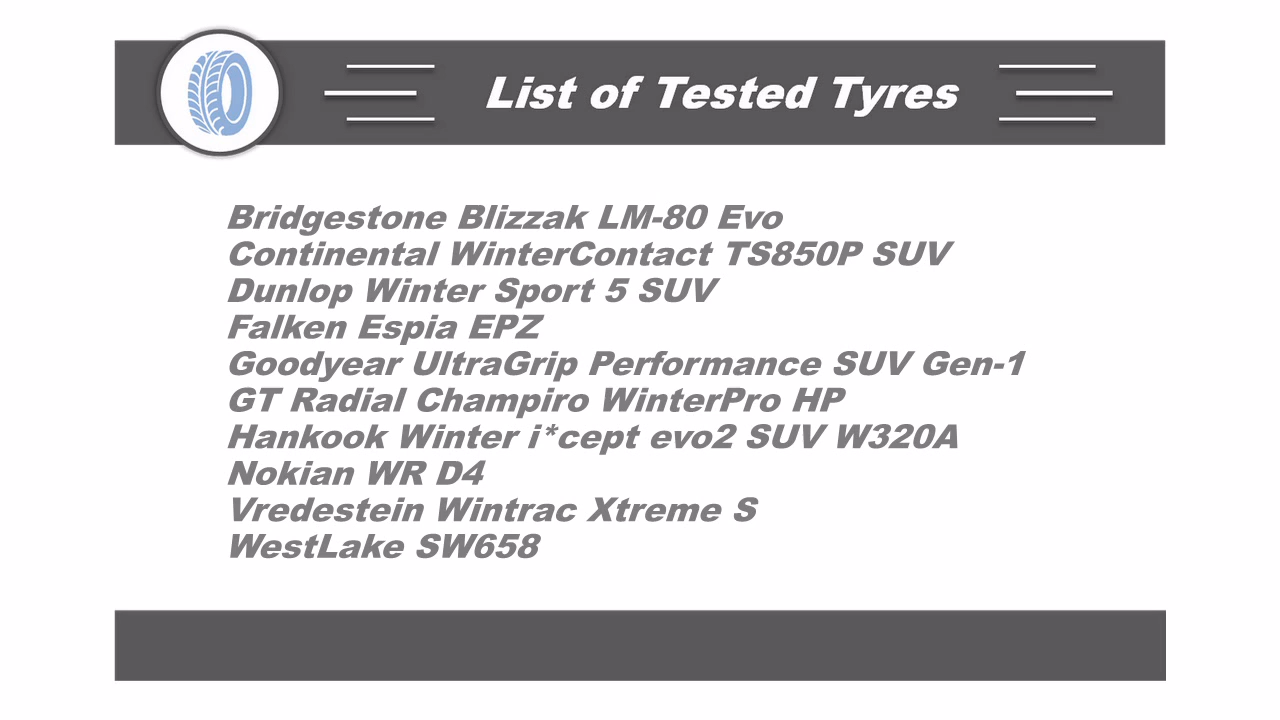 List of Tested Tyres
Bridgestone Blizzak LM-80 Evo
Continental WinterContact TS850P SUV
Dunlop Winter Sport 5 SUV
Falken Espia EPZ
Goodyear UltraGrip Performance SUV Gen-1
GT Radial Champiro WinterPro HP
Hankook Winter i*cept evo2 SUV W320A
Nokian WR D4
Vredestein Wintrac Xtreme S
WestLake SW658